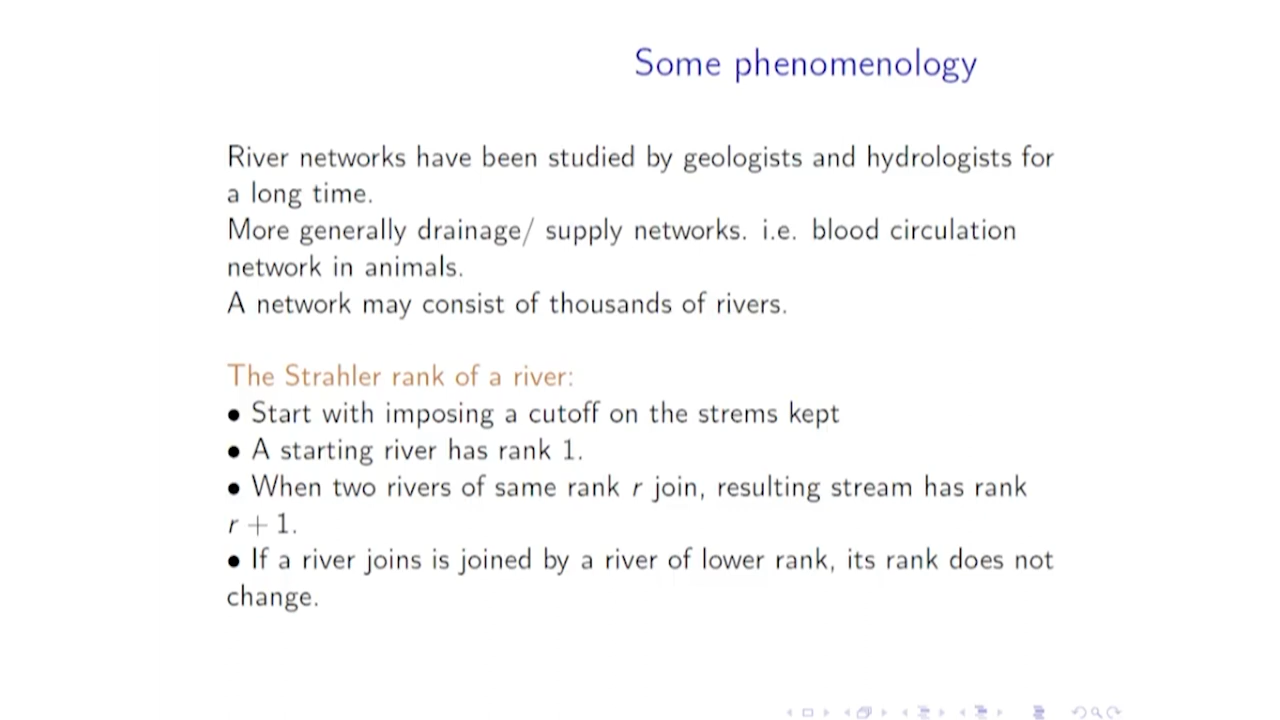 Some phenomenology
River networks have been studied by geologists and hydrologists for
a long time.
More generally drainage/ supply networks. i.e. blood circulation
network in animals.
A network may consist of thousands of rivers.
The Strahler rank of a river:
• Start with imposing a cutoff on the strems kept
• A starting river has rank 1.
• When two rivers of same rank r join, resulting stream has rank
r + 1.
• If a river joins is joined by a river of lower rank, its rank does not
change.